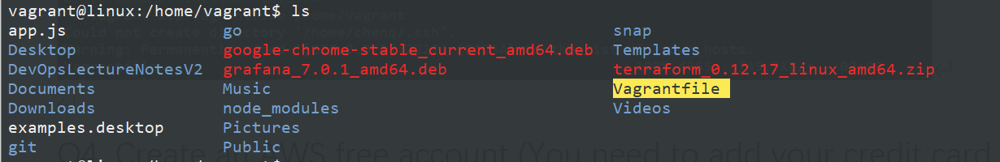 vagrant@linux:/home/vagrant$ ls
app.js go snap
Desktop google-chrome-stable_current_amd64.deb Templates
DevOpsLectureNotesV2 grafana_7.0.1_amd64.deb terraform_0.12.17_linux_amd64.zip
Documents Music Vagrantfile
Downloads node_modules Videos
examples.desktop Pictures
git Public
Q4. Create an AWS free account (You need to add your credit card